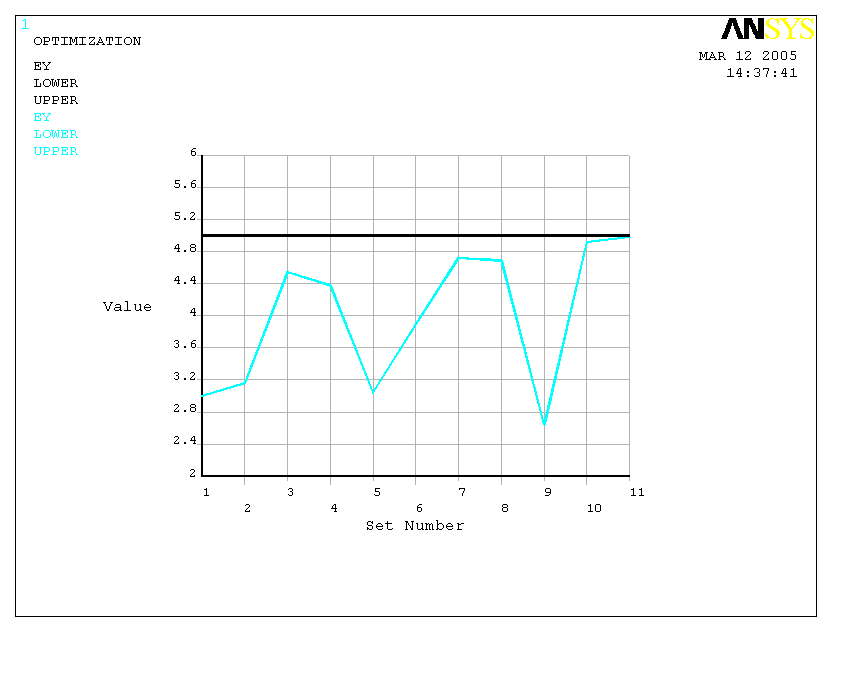 1
ANSYS
OPTIMIZATION
MAR 12 2005
14:37:41
EY
LOWER
UPPER
EY
LOWER
UPPER
6
5.6
5.2
4.8
4.4
4
3.6
3.2
2.8
2.4
2
Value
1
2
3
4
5
6
7
8
9
10
11
Set Number